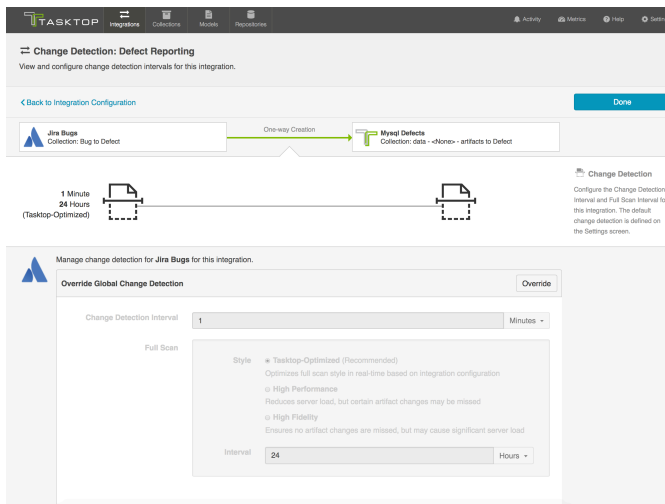 TASKTOP
Integrations
Collections
Models
Repositories
Activity
Metrics
Help
Change Detection: Defect Reporting
View and configure change detection intervals for this integration.
Back to Integration Configuration
Done
Jira Bugs
Collection: Bug to Defect
One-way Creation
Mysql Defects
Collection: data - <None> - artifacts to Defect
1 Minute
24 Hours
(Tasktop-Optimized)
Change Detection
Configure the Change Detection
Interval and Full Scan Interval fo
this integration. The default
change detection is defined on
the Settings screen.
Manage change detection for Jira Bugs for this integration.
Override Global Change Detection
Override
Change Detection Interval
1
Minutes
Full Scan
Style
Tasktop-Optimized (Recommended)
Optimizes full scan style in real-time based on integration configuration
High Performance
Reduces server load, but certain artifact changes may be missed
High Fidelity
Ensures no artifact changes are missed, but may cause significant server load
Interval
24
Hours